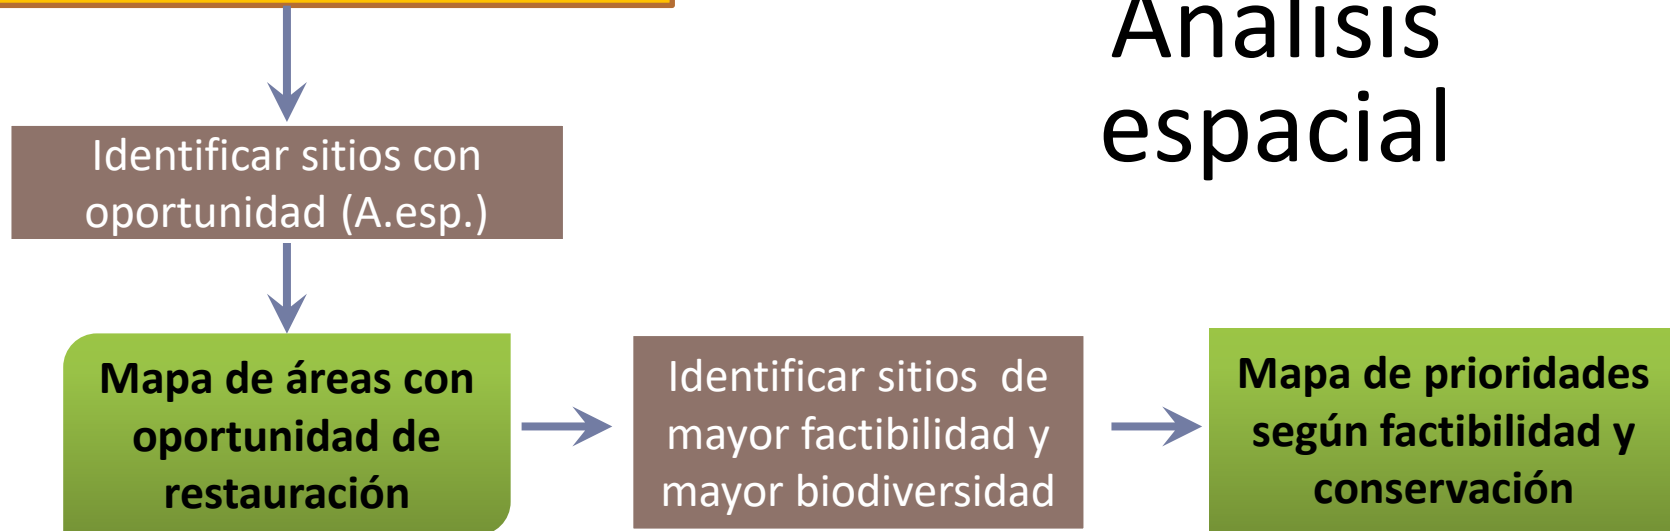 Análisis
espacial
Identificar sitios con
oportunidad (A.esp.)
Mapa de áreas con
oportunidad de
restauración
Identificar sitios de
mayor factibilidad y
mayor biodiversidad
Mapa de prioridades
según factibilidad y
conservación